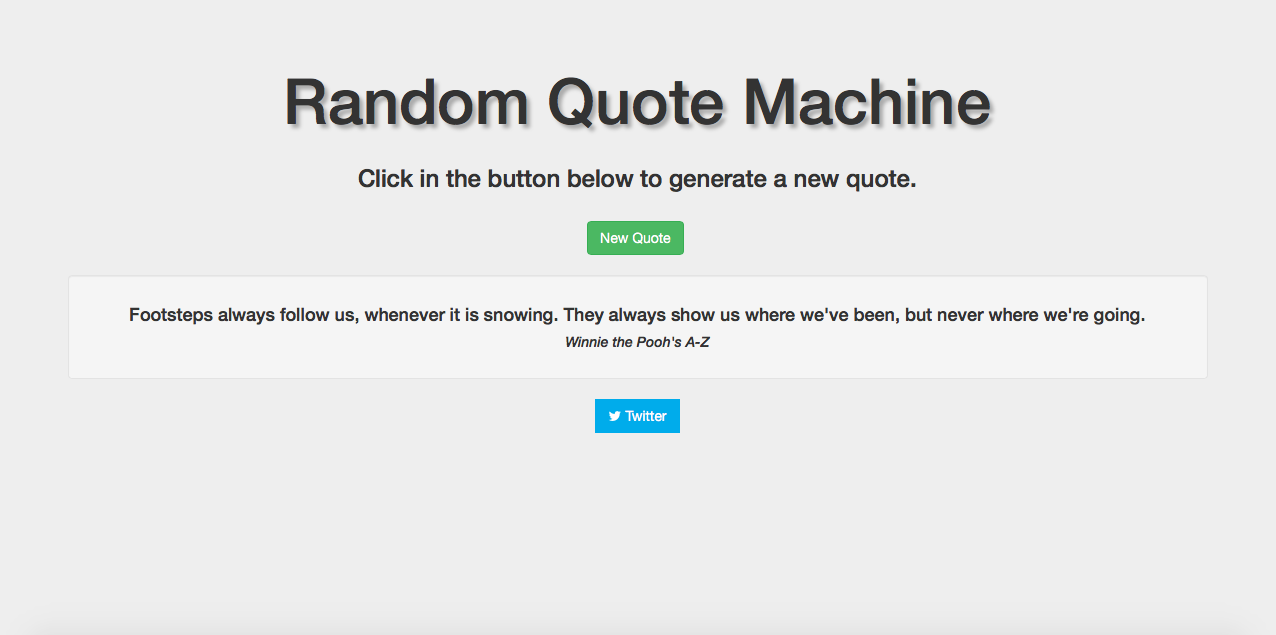 Random Quote Machine
Click in the button below to generate a new quote.
New Quote
Footsteps always follow us, whenever it is snowing. They always show us where we've been, but never where we're going.
Winnie the Pooh's A-Z
Twitter